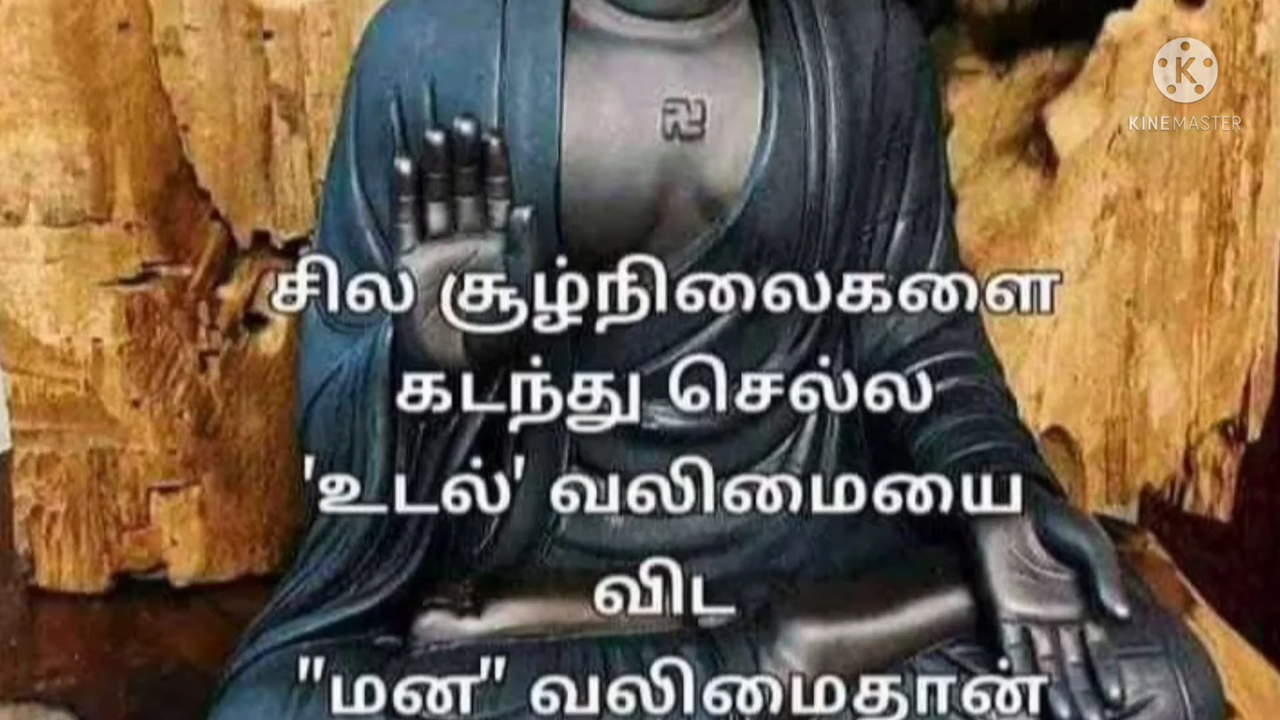 KINEMASTER
சில சூழ்நிலைகளை
கடந்து செல்ல
'உடல்' வலிமையை
விட
"மன" வலிமைதான்